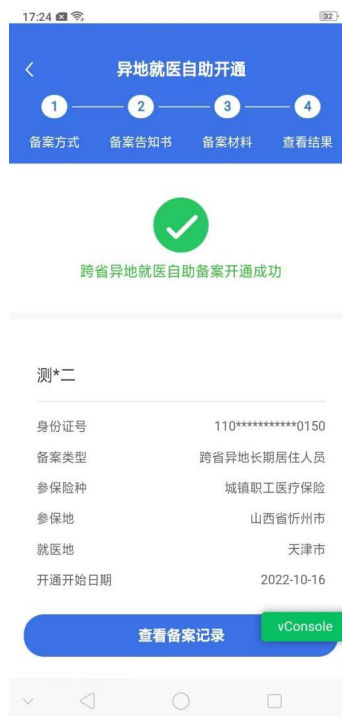 17:24
32
异地就医自助开通
1
2
3
4
备案方式 备案告知书 备案材料 查看结果
跨省异地就医自助备案开通成功
测*二
身份证号 110***********0150
备案类型 跨省异地长期居住人员
参保险种 城镇职工医疗保险
参保地 山西省忻州市
就医地 天津市
开通开始日期 2022-10-16
查看备案记录
vConsole